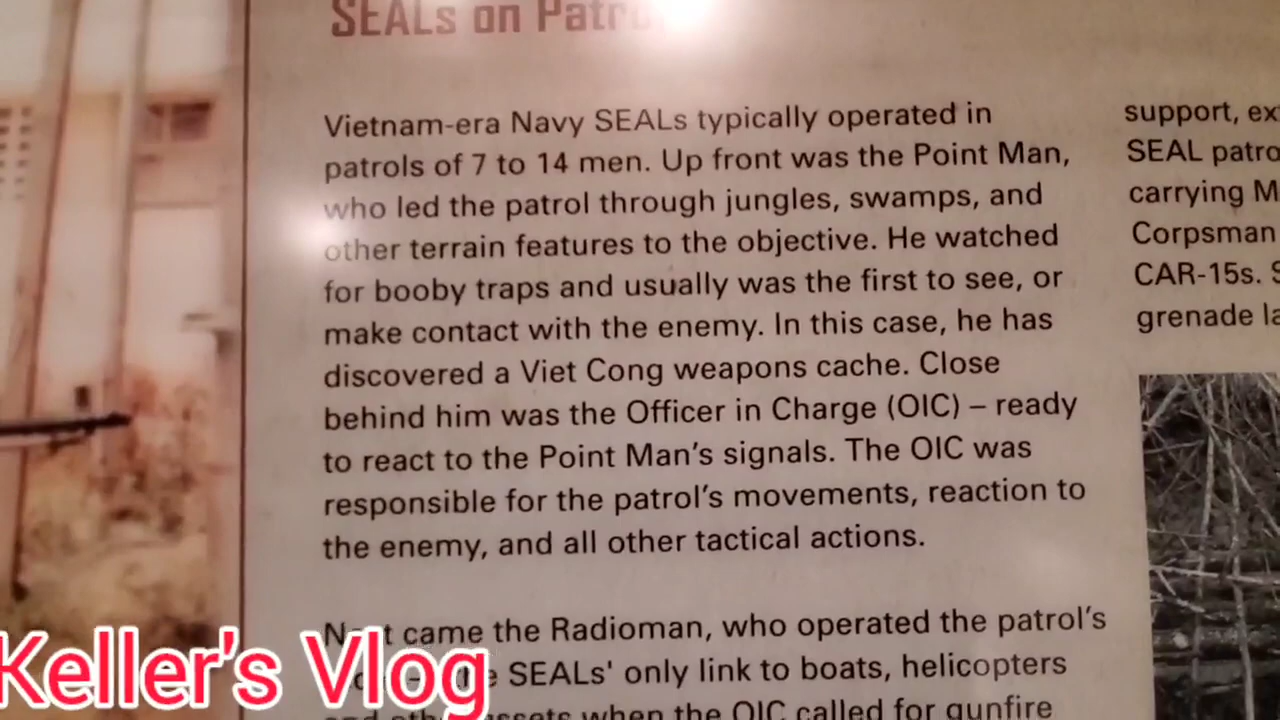 SEALs on Patro
Vietnam-era Navy SEALs typically operated in
patrols of 7 to 14 men. Up front was the Point Man,
who led the patrol through jungles, swamps, and
other terrain features to the objective. He watched
for booby traps and usually was the first to see, or
make contact with the enemy. In this case, he has
discovered a Viet Cong weapons cache. Close
behind him was the Officer in Charge (OIC) – ready
to react to the Point Man's signals. The OIC was
responsible for the patrol's movements, reaction to
the enemy, and all other tactical actions.
came the Radioman, who operated the patrol's
SEALs' only link to boats, helicopters
when the OIC called for gunfire
support, ex
SEAL patro
carrying M
Corpsman
CAR-15s. S
grenade la
Keller's Vlog